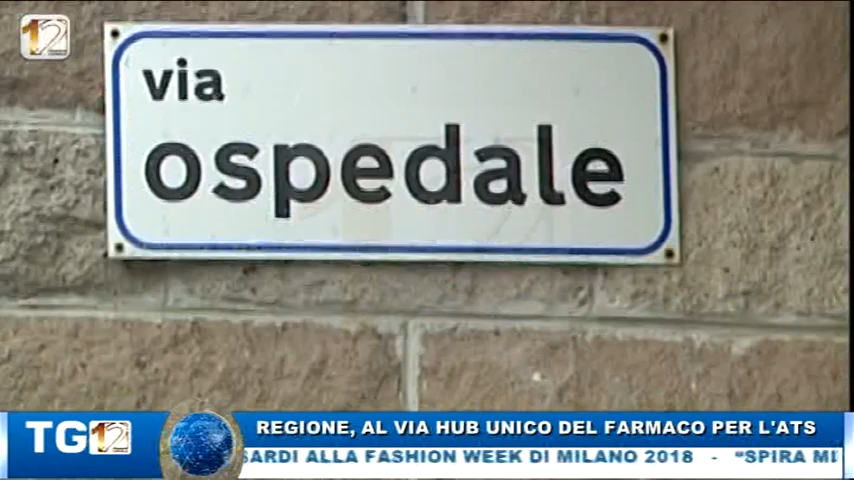 12
via
ospedale
TG12
REGIONE, AL VIA HUB UNICO DEL FARMACO PER L'ATS
SARDI ALLA FASHION WEEK DI MILANO 2018 - "SPIRA